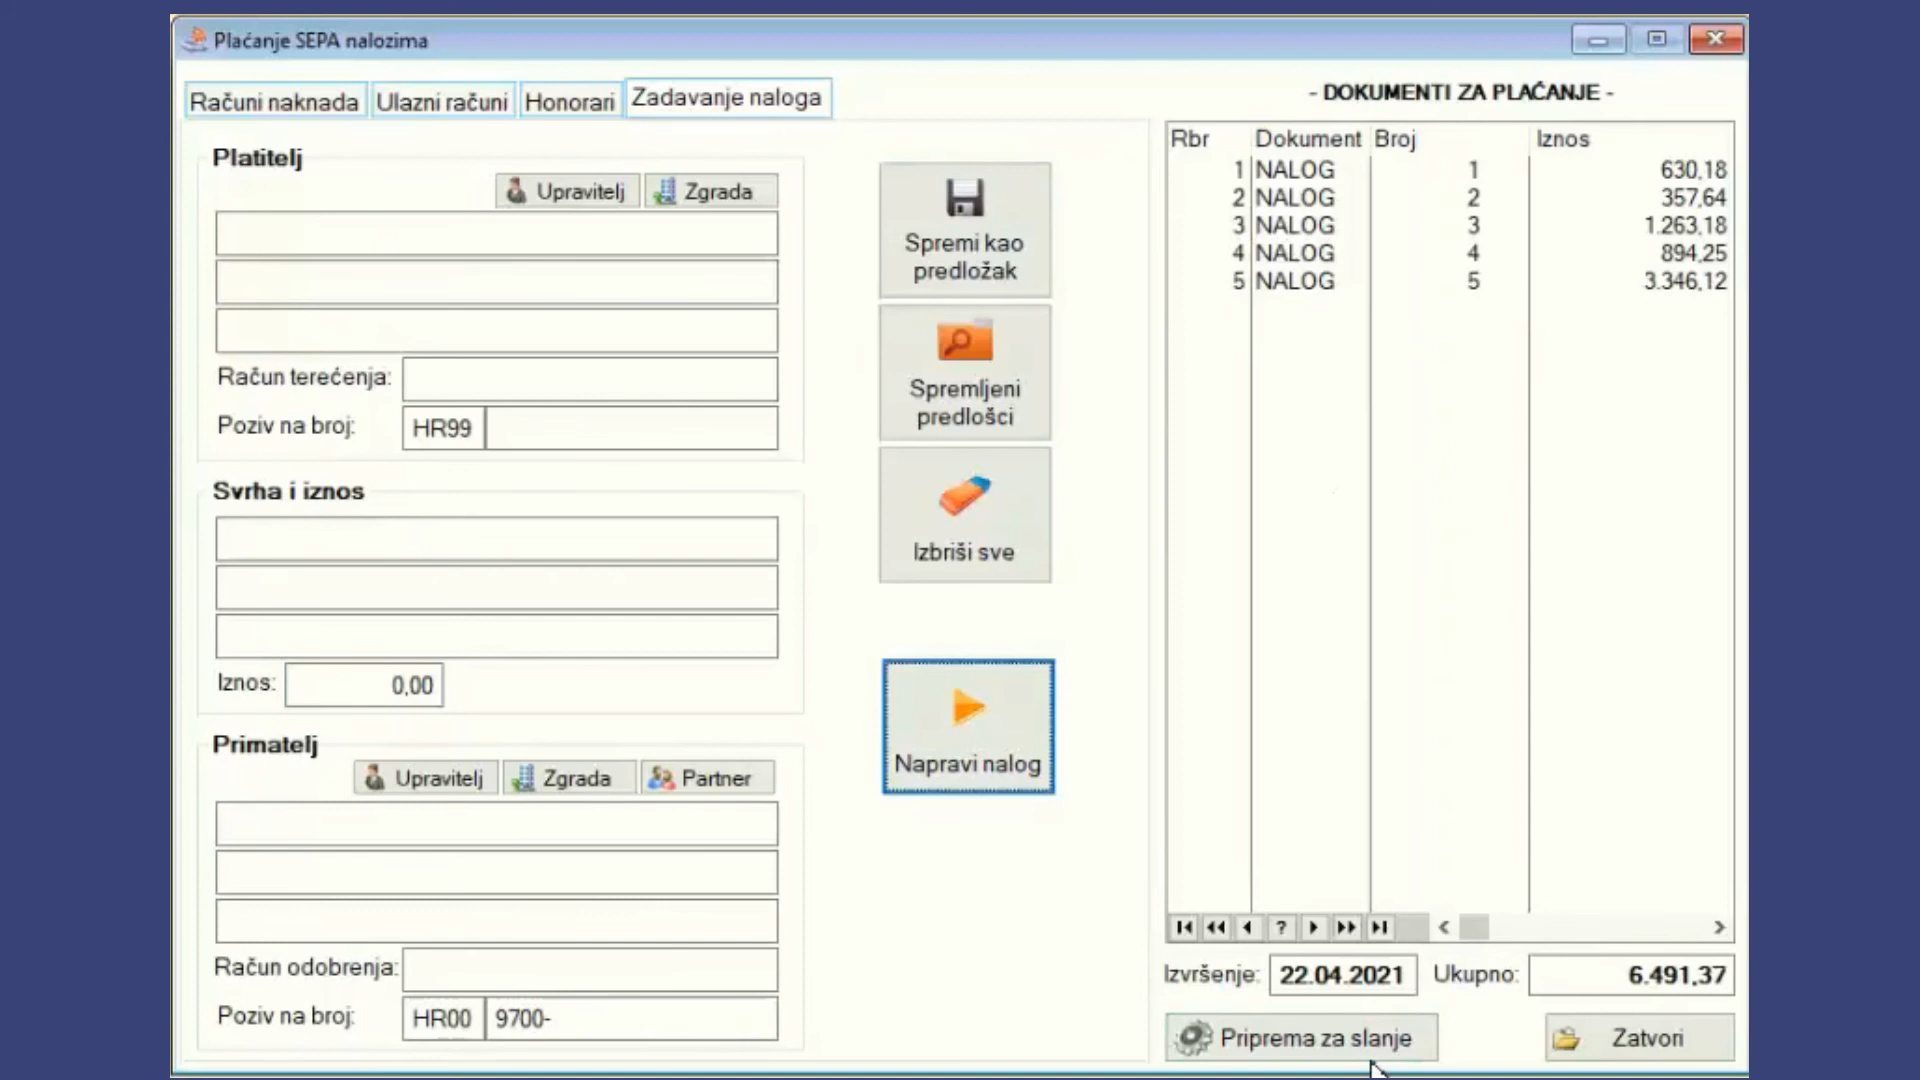 Plaćanje SEPA nalozima
Računi naknada
Ulazni računi
Honorari
Zadavanje naloga
Platitelj
Upravitelj
Zgrada
Račun terećenja:
Poziv na broj:
HR99
Svrha i iznos
Iznos:
0,00
Primatelj
Upravitelj
Zgrada
Partner
Račun odobrenja:
Poziv na broj:
HR00
9700-
Spremi kao
predložak
Spremljeni
predlošci
Izbriši sve
Napravi nalog
- DOKUMENTI ZA PLAĆANJE -
Rbr Dokument Broj Iznos
1 NALOG 1 630,18
2 NALOG 2 357,64
3 NALOG 3 1.263,18
4 NALOG 4 894,25
5 NALOG 5 3.346,12
?
Izvršenje: 22.04.2021 Ukupno: 6.491,37
Priprema za slanje
Zatvori